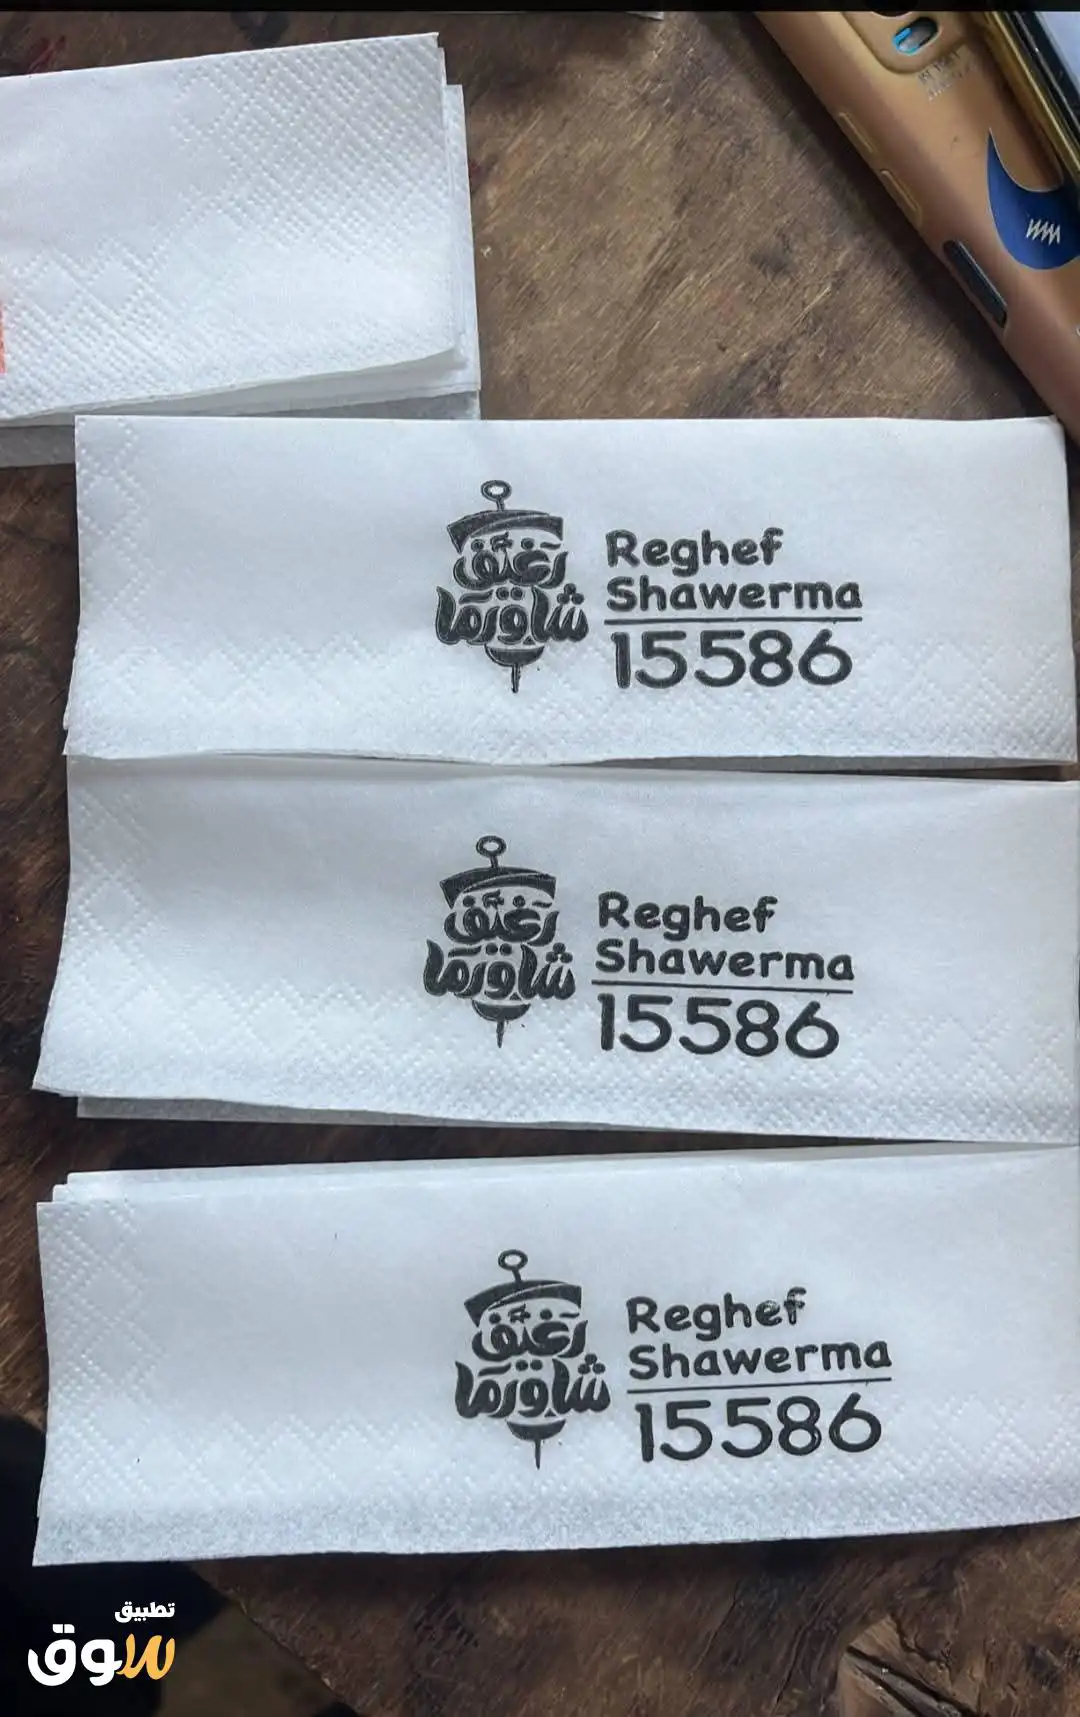 رغيف
شاورما
Reghef
Shawerma
15586
رغيف
شاورما
Reghef
Shawerma
15586
رغيف
شاورما
Reghef
Shawerma
15586
تطبيق
سوق